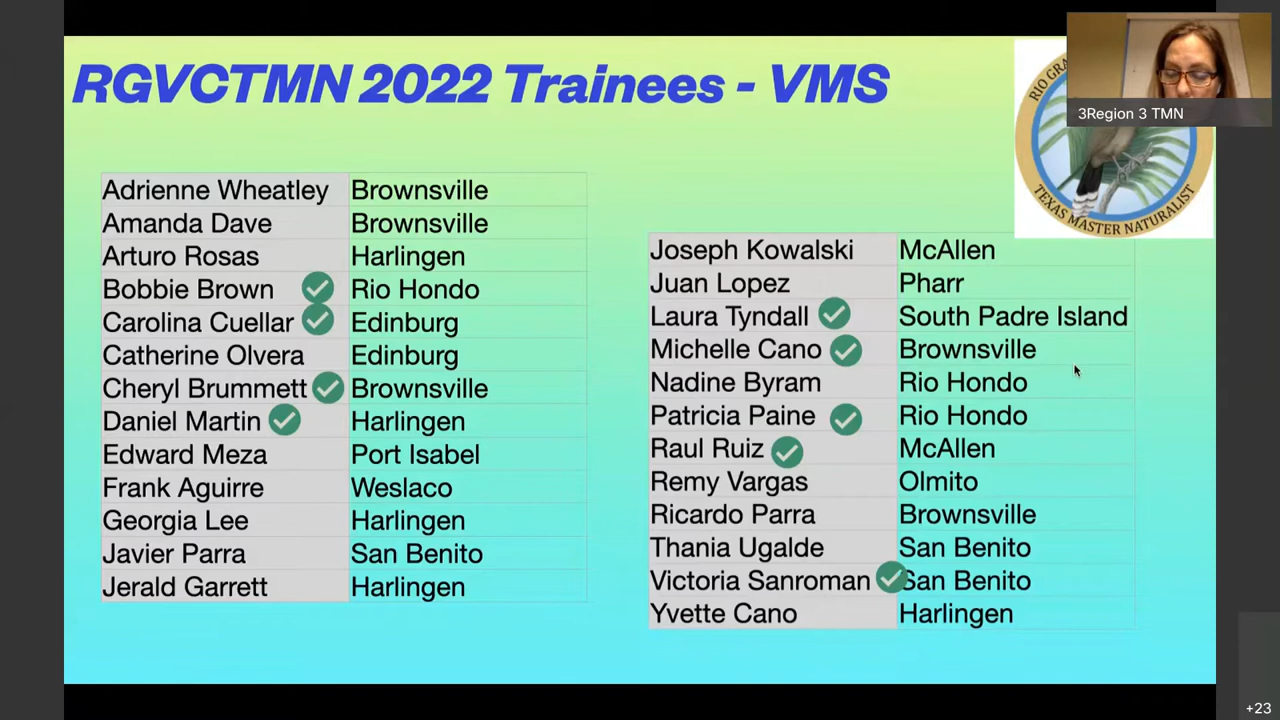 RGVCTMN 2022 Trainees - VMS
RIO GRA
TEXAS MASTER NATURALIST
3Region 3 TMN
Adrienne Wheatley Brownsville
Amanda Dave Brownsville
Arturo Rosas Harlingen
Bobbie Brown Rio Hondo
Carolina Cuellar Edinburg
Catherine Olvera Edinburg
Cheryl Brummett Brownsville
Daniel Martin Harlingen
Edward Meza Port Isabel
Frank Aguirre Weslaco
Georgia Lee Harlingen
Javier Parra San Benito
Jerald Garrett Harlingen
Joseph Kowalski McAllen
Juan Lopez Pharr
Laura Tyndall South Padre Island
Michelle Cano Brownsville
Nadine Byram Rio Hondo
Patricia Paine Rio Hondo
Raul Ruiz McAllen
Remy Vargas Olmito
Ricardo Parra Brownsville
Thania Ugalde San Benito
Victoria Sanroman San Benito
Yvette Cano Harlingen
+23